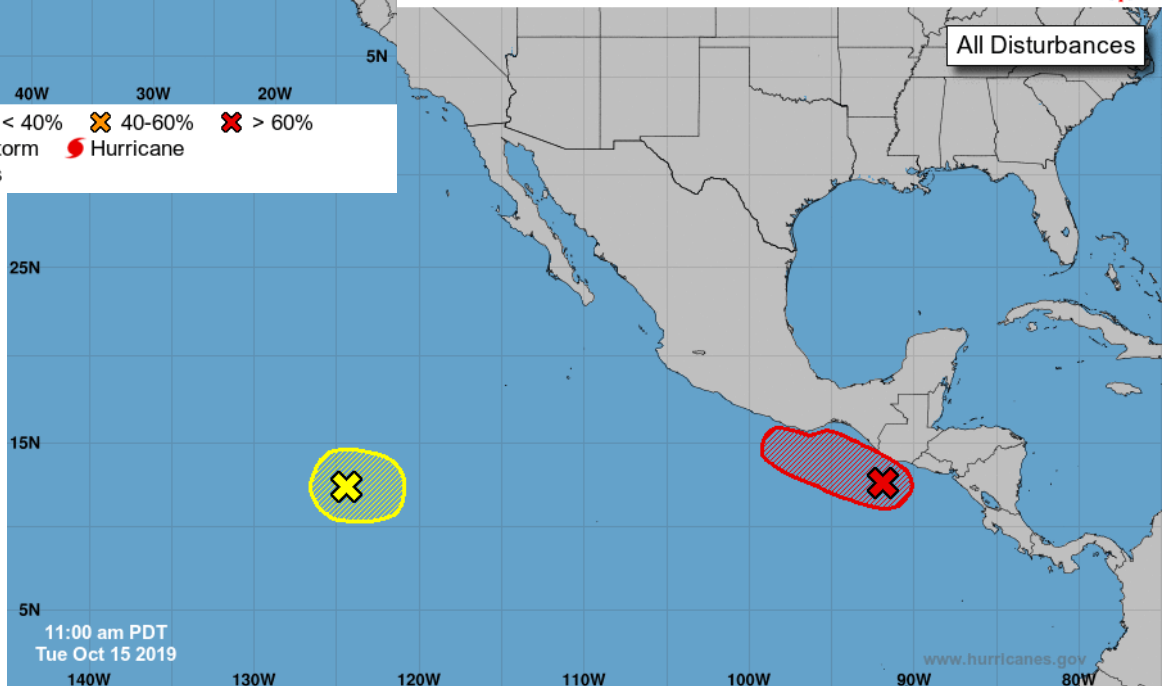 All Disturbances
5N
40W 30W 20W
< 40% 40-60% > 60%
Hurricane
25N
15N
5N
11:00 am PDT
Tue Oct 15 2019
www.hurricanes.gov
140W 130W 120W 110W 100W 90W 80W